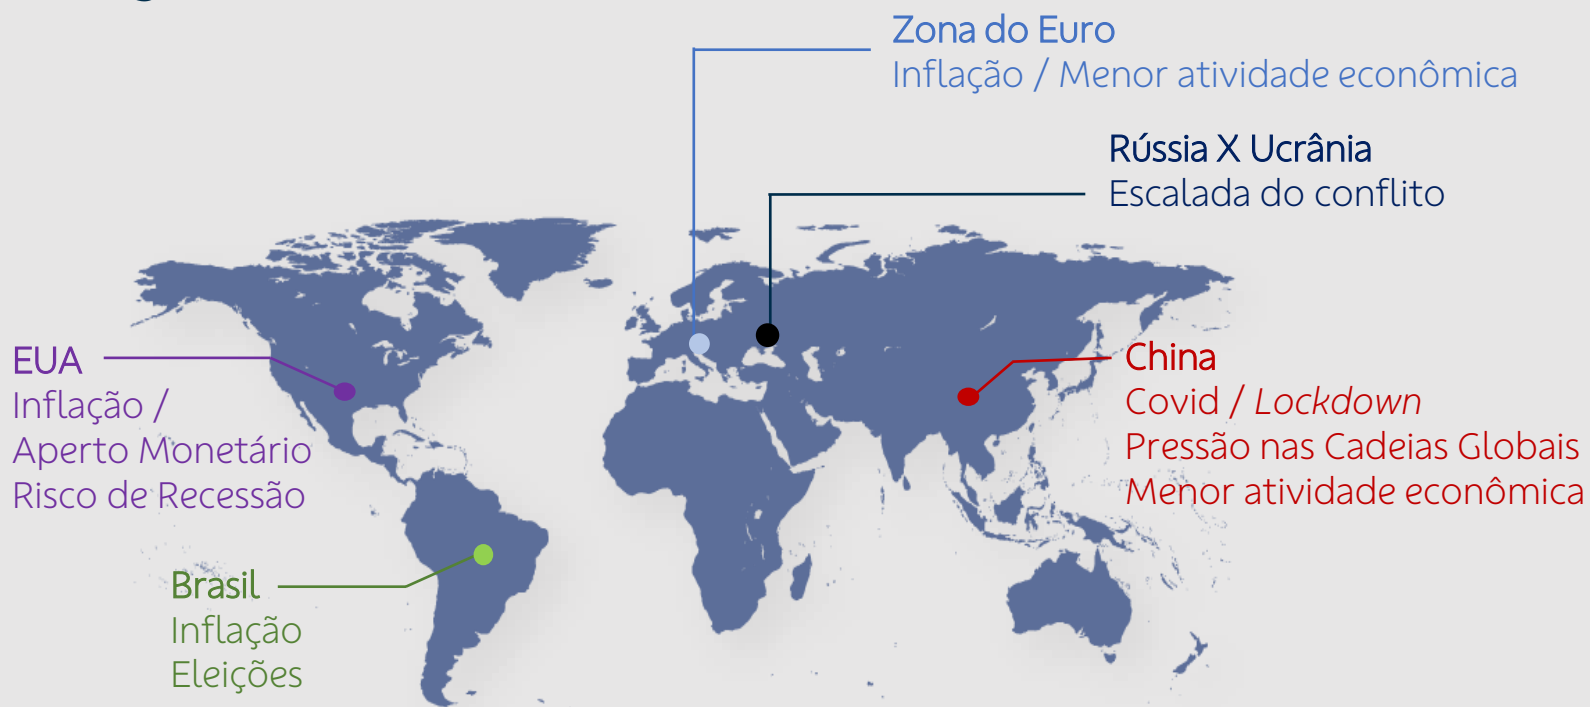 Zona do Euro
Inflação / Menor atividade econômica
Rússia X Ucrânia
Escalada do conflito
EUA
Inflação /
Aperto Monetário
Risco de Recessão
China
Covid / Lockdown
Pressão nas Cadeias Globais
Menor atividade econômica
Brasil
Inflação
Eleições